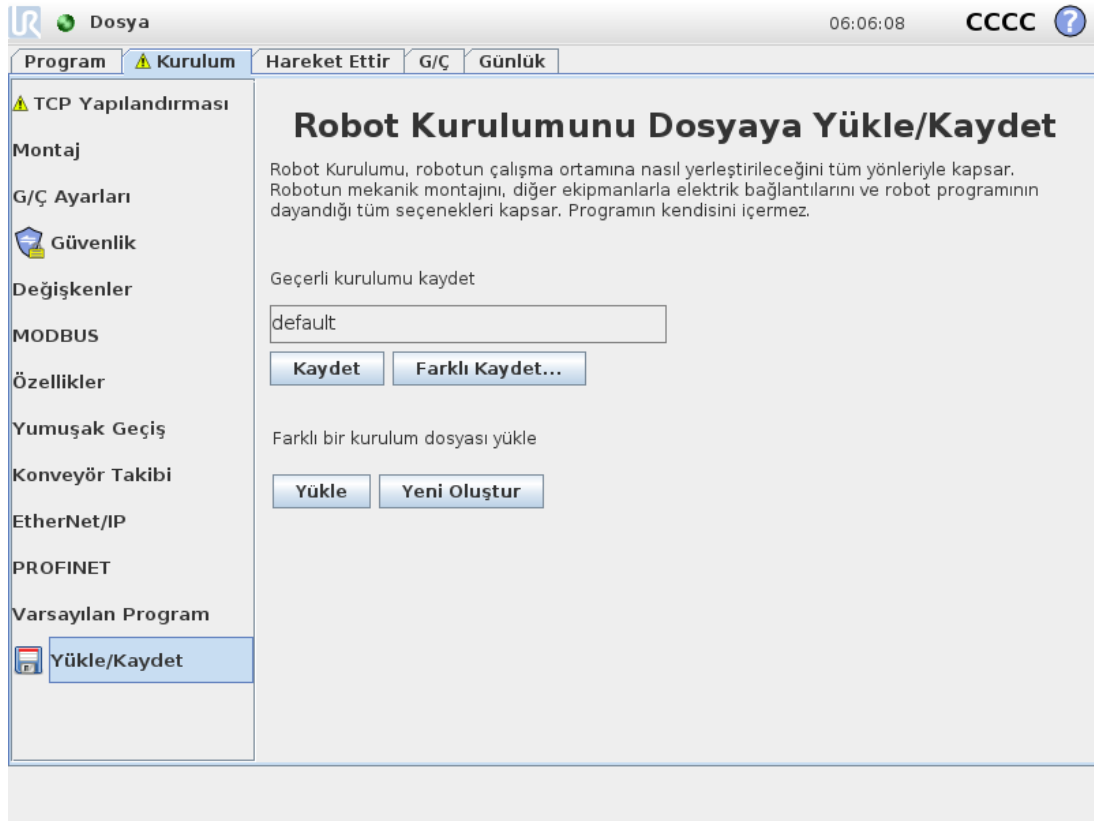 UR Dosya 06:06:08 CCCC ?
Program Kurulum Hareket Ettir G/Ç Günlük
TCP Yapılandırması
Montaj
G/Ç Ayarları
Güvenlik
Değişkenler
MODBUS
Özellikler
Yumuşak Geçiş
Konveyör Takibi
EtherNet/IP
PROFINET
Varsayılan Program
Yükle/Kaydet
Robot Kurulumunu Dosyaya Yükle/Kaydet
Robot Kurulumu, robotun çalışma ortamına nasıl yerleştirileceğini tüm yönleriyle kapsar.
Robotun mekanik montajını, diğer ekipmanlarla elektrik bağlantılarını ve robot programının
dayandığı tüm seçenekleri kapsar. Programın kendisini içermez.
Geçerli kurulumu kaydet
default
Kaydet Farklı Kaydet...
Farklı bir kurulum dosyası yükle
Yükle Yeni Oluştur